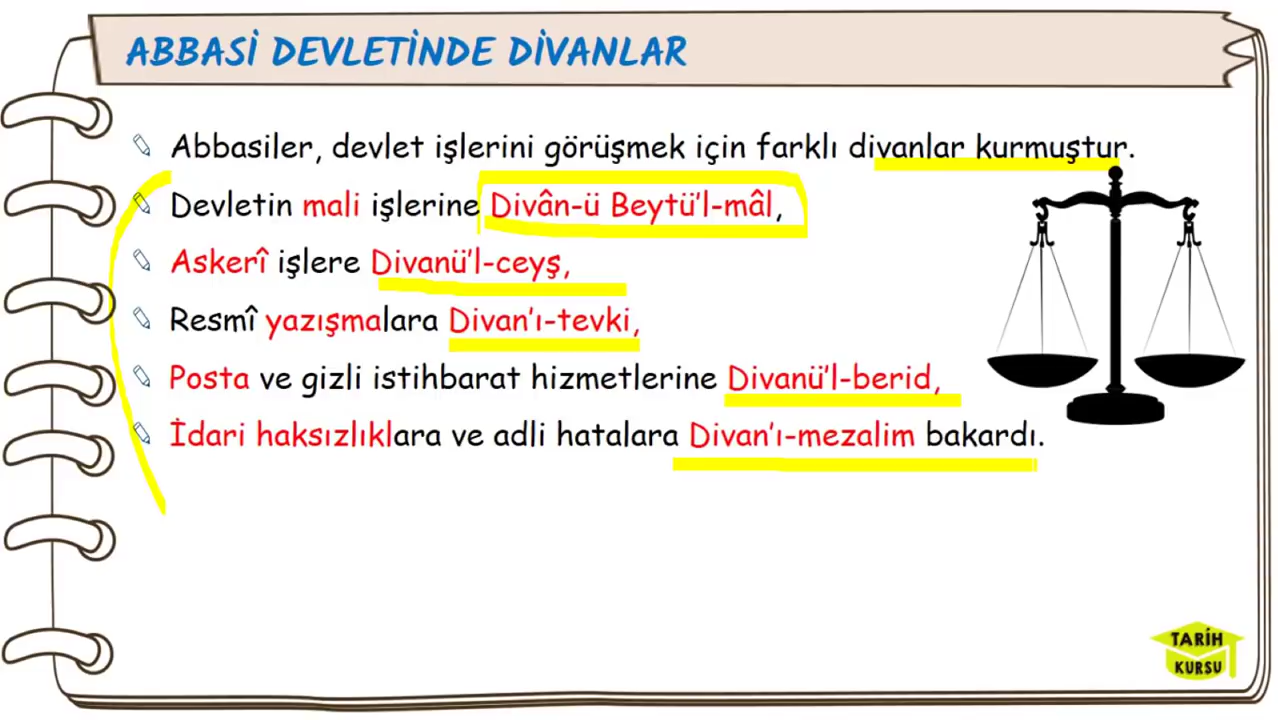 ABBASİ DEVLETİNDE DİVANLAR
Abbasiler, devlet işlerini görüşmek için farklı divanlar kurmuştur.
Devletin mali işlerine Divân-ü Beytü'l-mâl,
Askerî işlere Divanü'l-ceyş,
Resmî yazışmalara Divan'ı-tevki,
Posta ve gizli istihbarat hizmetlerine Divanü'l-berid,
İdari haksızlıklara ve adli hatalara Divan'ı-mezalim bakardı.
TARİH
KURSU